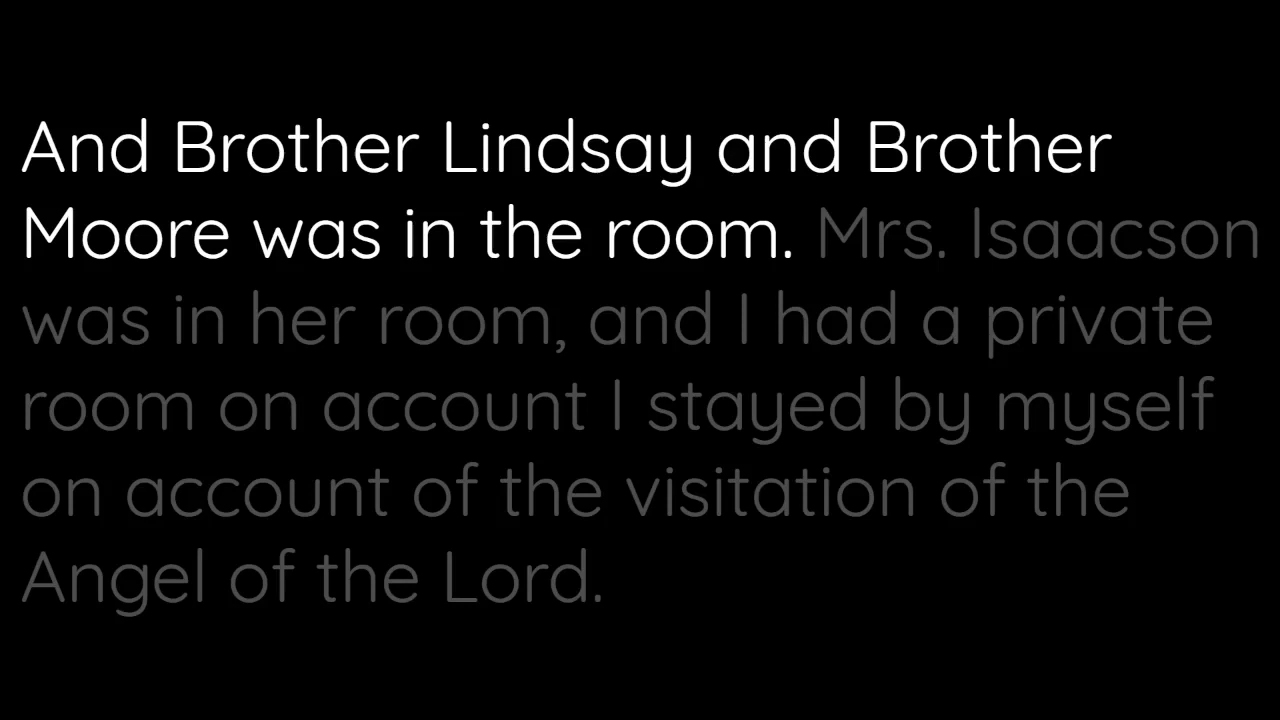 And Brother Lindsay and Brother
Moore was in the room. Mrs. Isaacson
was in her room, and I had a private
room on account I stayed by myself
on account of the visitation of the
Angel of the Lord.